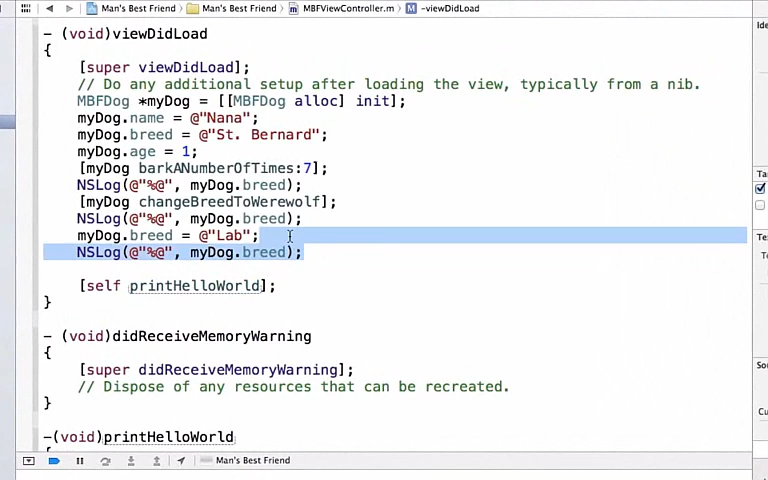 Man's Best Friend Man's Best Friend MBFViewController.m M -viewDidLoad
- (void)viewDidLoad
{
[super viewDidLoad];
// Do any additional setup after loading the view, typically from a nib.
MBFDog *myDog = [[MBFDog alloc] init];
myDog.name = @"Nana";
myDog.breed = @"St. Bernard";
myDog.age = 1;
[myDog barkANumberOfTimes:7];
NSLog(@"%@", myDog.breed);
[myDog changeBreedToWerewolf];
NSLog(@"%@", myDog.breed);
myDog.breed = @"Lab";
NSLog(@"%@", myDog.breed);
[self printHelloWorld];
}
- (void)didReceiveMemoryWarning
{
[super didReceiveMemoryWarning];
// Dispose of any resources that can be recreated.
}
-(void)printHelloWorld
Man's Best Friend